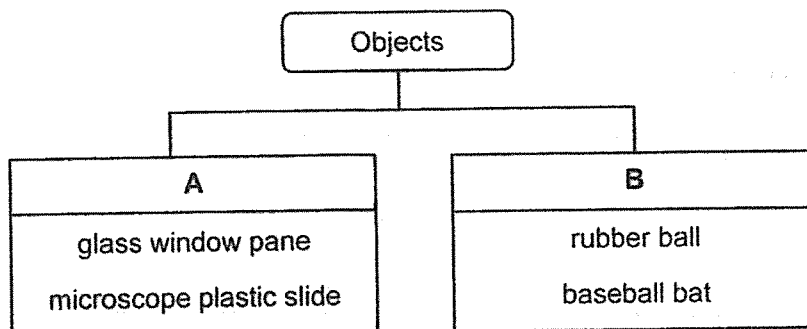 Objects
A
glass window pane
microscope plastic slide
B
rubber ball
baseball bat